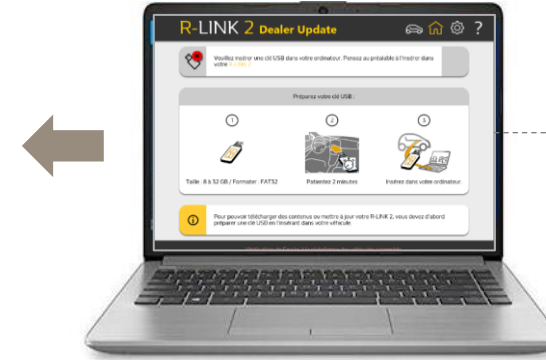 R-LINK 2 Dealer Update
?
Veuillez insérer une clé USB dans votre ordinateur. Pensez au préalable à l'insérer dans
votre R-LINK 2
Préparez votre clé USB :
1
2
3
Taille : 8 à 32 GB / Formater : FAT32
Patientez 2 minutes
Insérez dans votre ordinateur.
Pour pouvoir télécharger des contenus ou mettre à jour votre R-LINK 2, vous devez d'abord
préparer une clé USB en l'insérant dans votre véhicule